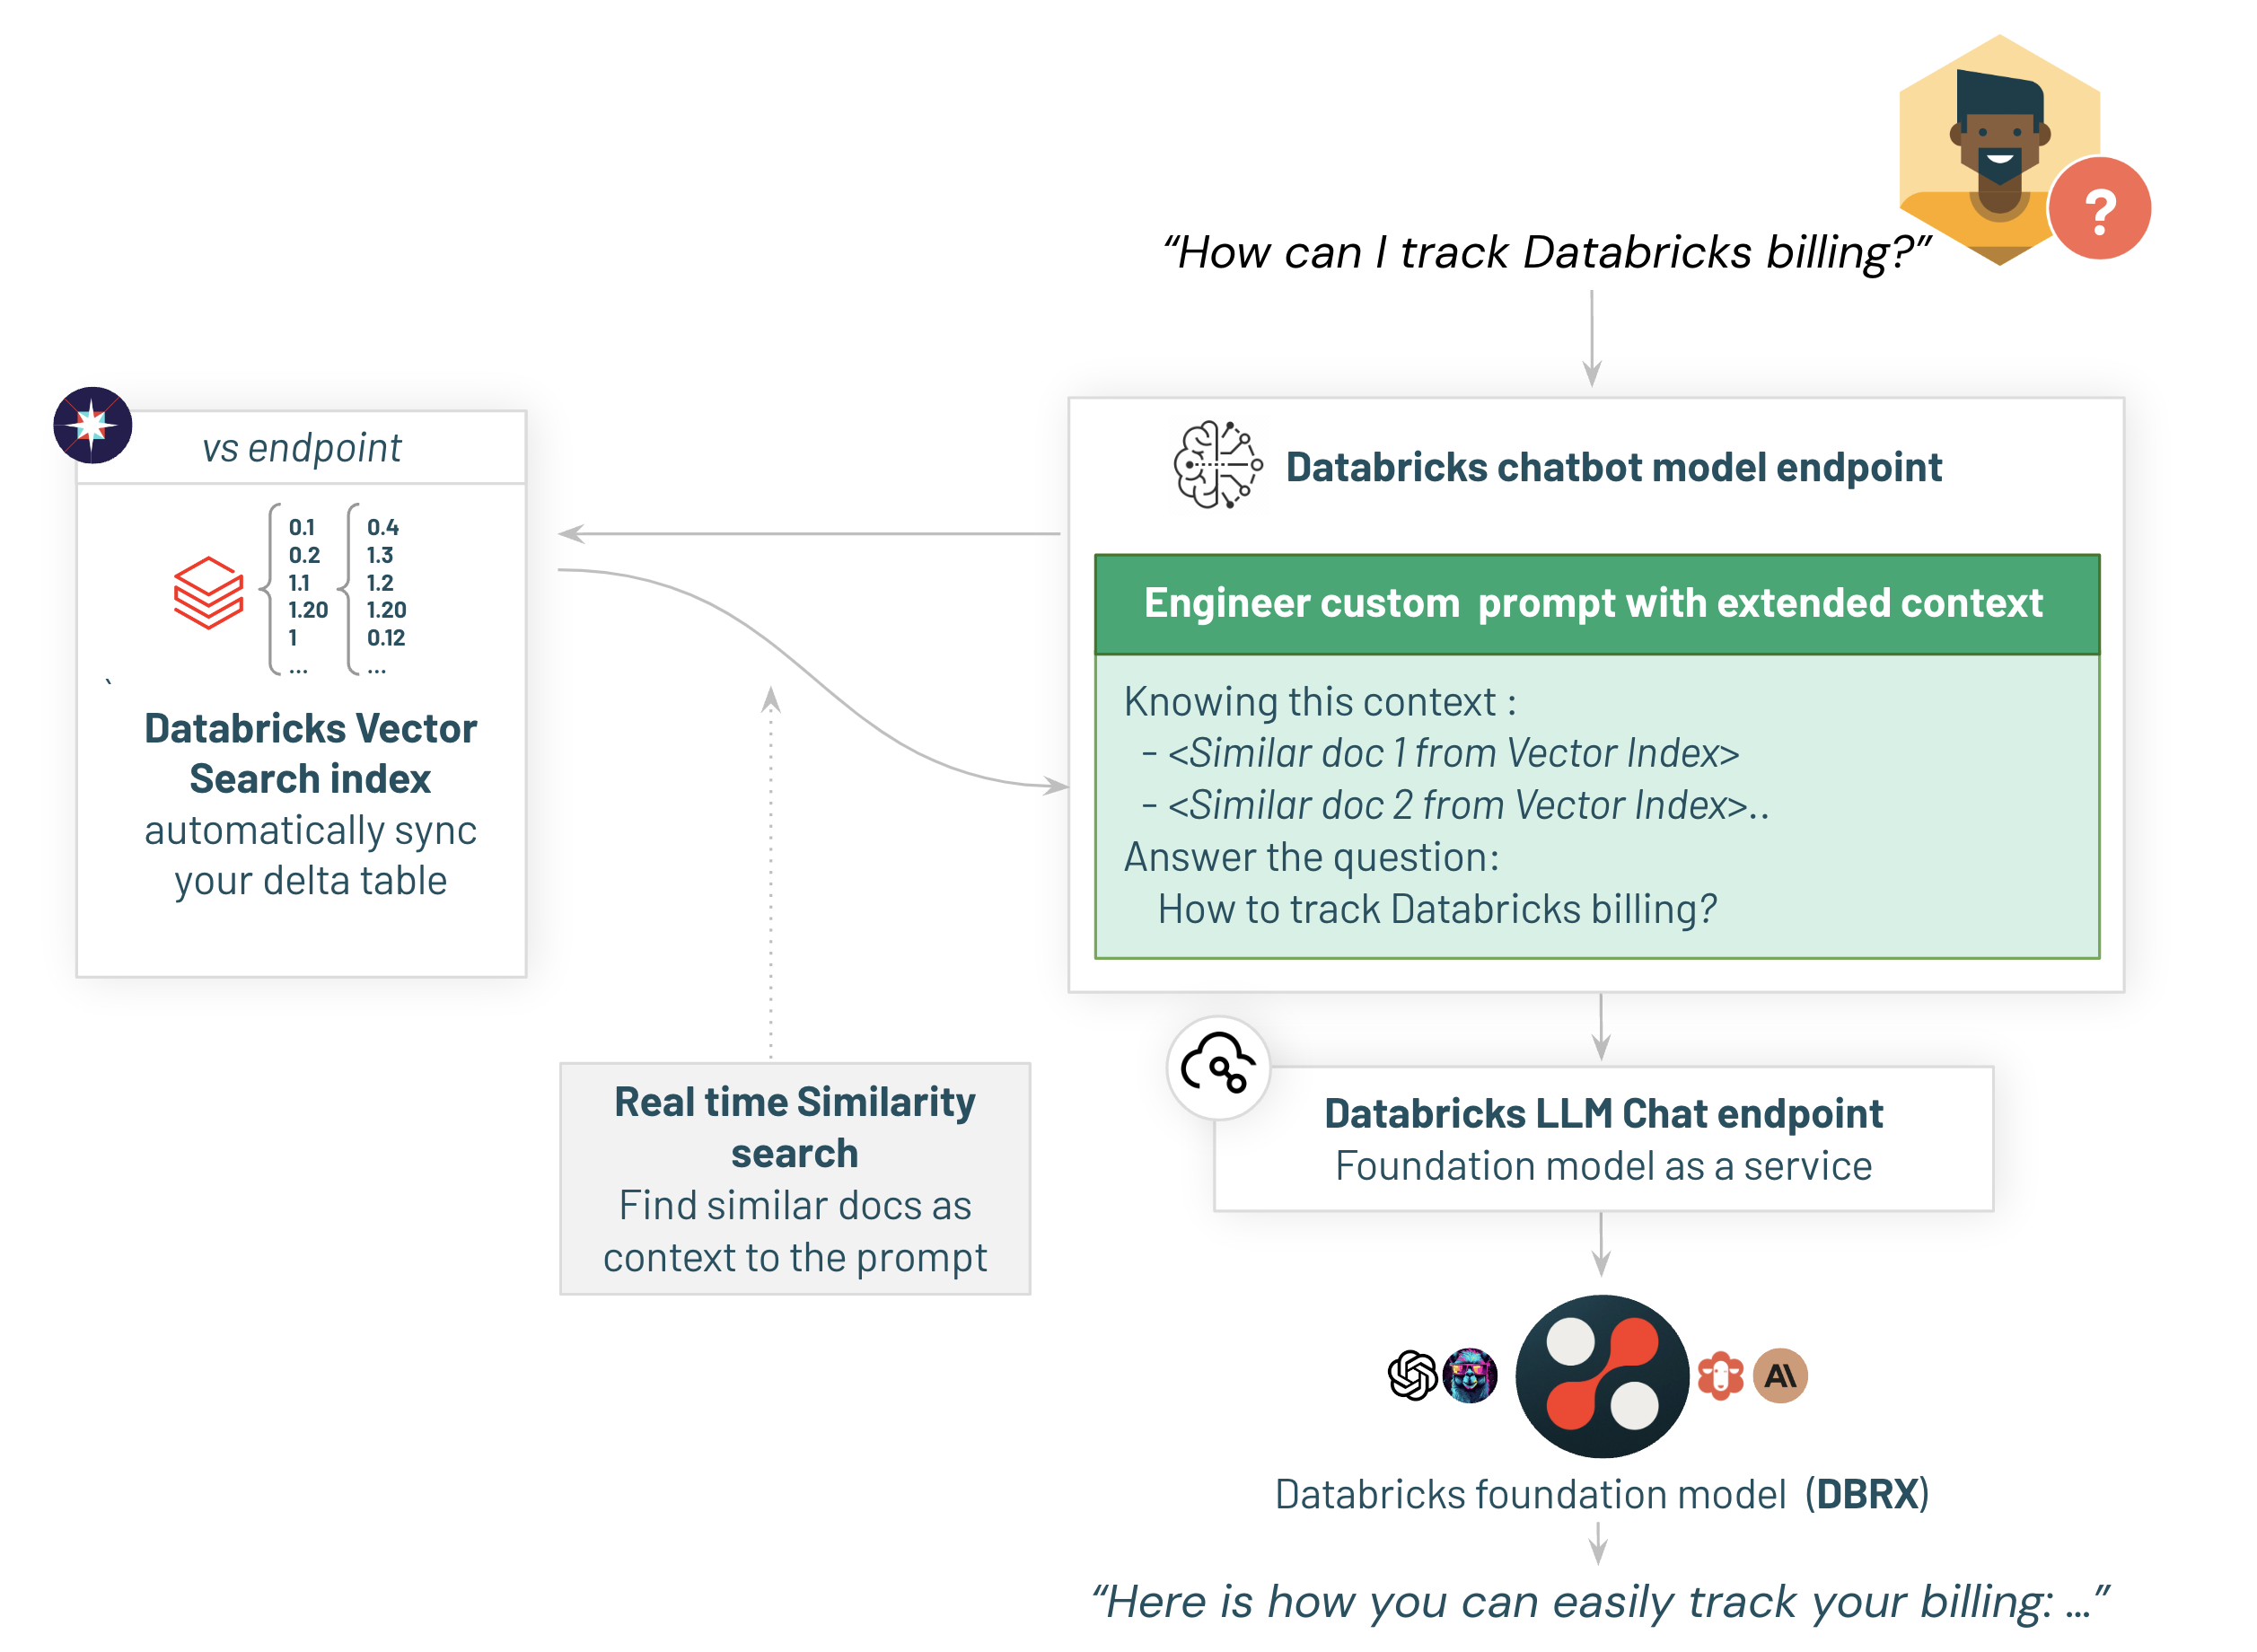 “How can I track Databricks billing?”
?
vs endpoint
0.1
0.2
1.1
1.20
1
...
0.4
1.3
1.2
1.20
0.12
...
`
Databricks Vector
Search index
automatically sync
your delta table
Databricks chatbot model endpoint
Engineer custom  prompt with extended context
Knowing this context :
- <Similar doc 1 from Vector Index>
- <Similar doc 2 from Vector Index>..
Answer the question:
How to track Databricks billing?
Real time Similarity
search
Find similar docs as
context to the prompt
Databricks LLM Chat endpoint
Foundation model as a service
A\
Databricks foundation model  (DBRX)
“Here is how you can easily track your billing: ...”